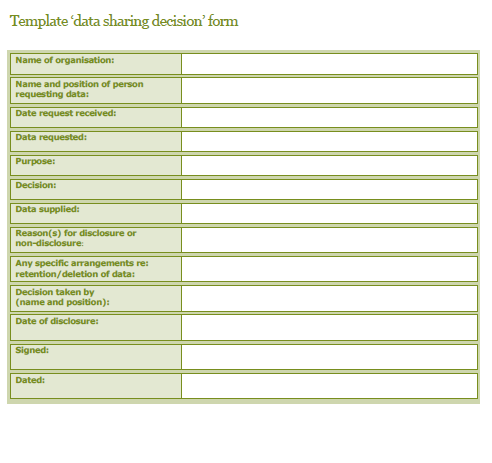 Template ‘data sharing decision’ form
Name of organisation:
Name and position of person
requesting data:
Date request received:
Data requested:
Purpose:
Decision:
Data supplied:
Reason(s) for disclosure or
non-disclosure:
Any specific arrangements re:
retention/deletion of data:
Decision taken by
(name and position):
Date of disclosure:
Signed:
Dated: